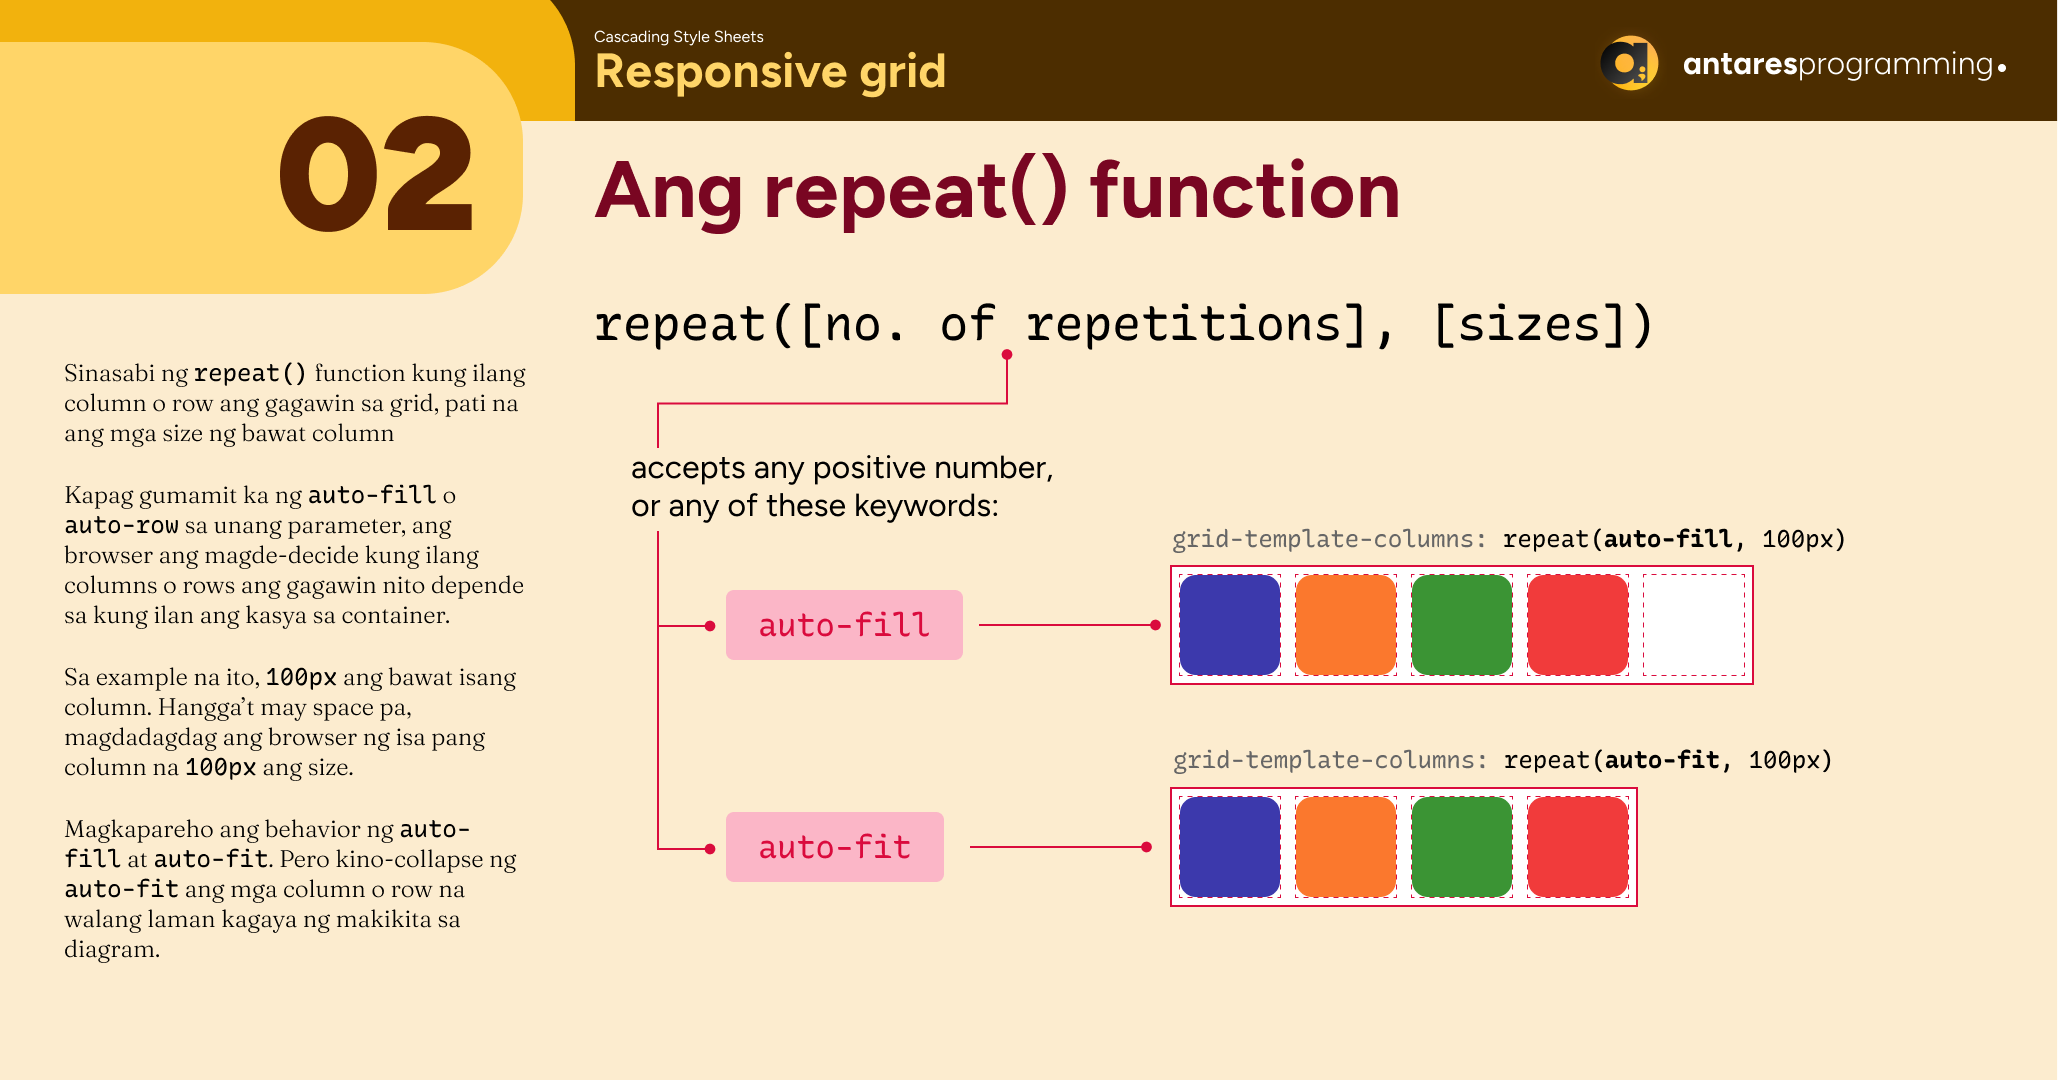 02
Cascading Style Sheets
Responsive grid
antaresprogramming.
Ang repeat() function
repeat([no. of repetitions], [sizes])
Sinasabi ng repeat() function kung ilang
column o row ang gagawin sa grid, pati na
ang mga size ng bawat column
Kapag gumamit ka ng auto-fill o
auto-row sa unang parameter, ang
browser ang magde-decide kung ilang
columns o rows ang gagawin nito depende
sa kung ilan ang kasya sa container.
Sa example na ito, 100px ang bawat isang
column. Hangga’t may space pa,
magdadagdag ang browser ng isa pang
column na 100px ang size.
Magkapareho ang behavior ng auto-
fill at auto-fit. Pero kino-collapse ng
auto-fit ang mga column o row na
walang laman kagaya ng makikita sa
diagram.
accepts any positive number,
or any of these keywords:
auto-fill
grid-template-columns: repeat(auto-fill, 100px)
auto-fit
grid-template-columns: repeat(auto-fit, 100px)